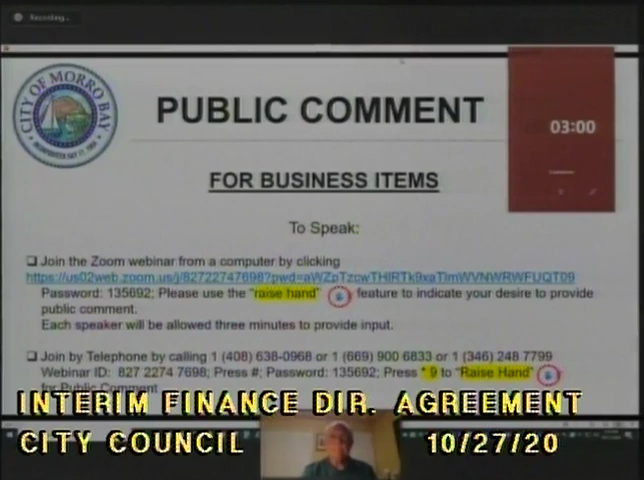 Recording...
CITY OF MORRO BAY
PUBLIC COMMENT
03:00
FOR BUSINESS ITEMS
To Speak:
❑ Join the Zoom webinar from a computer by clicking
https://us02web.zoom.us/j/82722747698?pwd=aWZpTzcwTHlRTk9xaTlmWVNWRWFUQT09
Password: 135692; Please use the "raise hand" feature to indicate your desire to provide
public comment.
Each speaker will be allowed three minutes to provide input.
❑ Join by Telephone by calling 1 (408) 638-0968 or 1 (669) 900 6833 or 1 (346) 248 7799
Webinar ID: 827 2274 7698; Press #; Password: 135692; Press * 9 to "Raise Hand"
for Public Comment
INTERIM FINANCE DIR. AGREEMENT
CITY COUNCIL 10/27/20